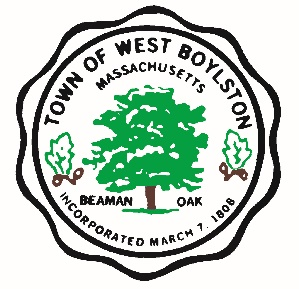 TOWN OF WEST BOYLSTON
MASSACHUSETTS
BEAMAN OAK
INCORPORATED MARCH 7, 1808